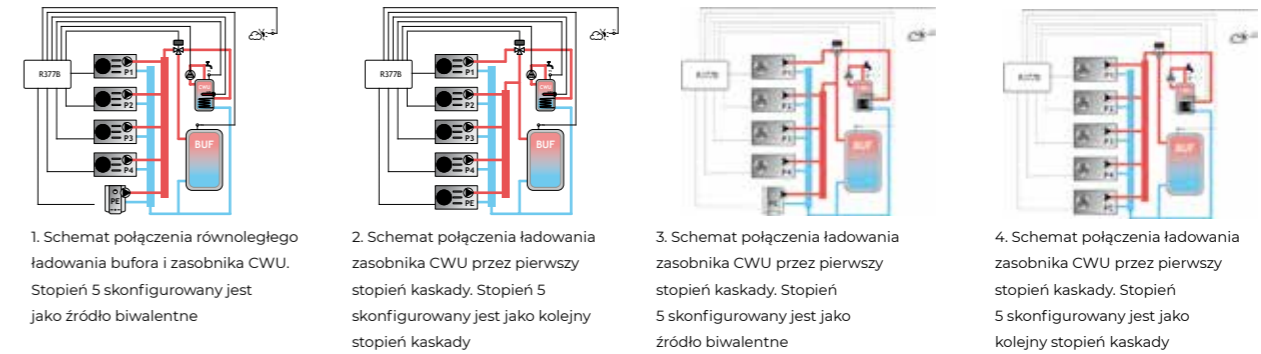 R377B
P1
P2
P3
P4
PE
CWU
BUF
1. Schemat połączenia równoległego
ładowania bufora i zasobnika CWU.
Stopień 5 skonfigurowany jest
jako źródło biwalentne
R377B
P1
P2
P3
P4
PE
CWU
BUF
2. Schemat połączenia ładowania
zasobnika CWU przez pierwszy
stopień kaskady. Stopień 5
skonfigurowany jest jako kolejny
stopień kaskady
BUF
3. Schemat połączenia ładowania
zasobnika CWU przez pierwszy
stopień kaskady. Stopień
5 skonfigurowany jest jako
źródło biwalentne
BUF
4. Schemat połączenia ładowania
zasobnika CWU przez pierwszy
stopień kaskady. Stopień
5 skonfigurowany jest jako
kolejny stopień kaskady